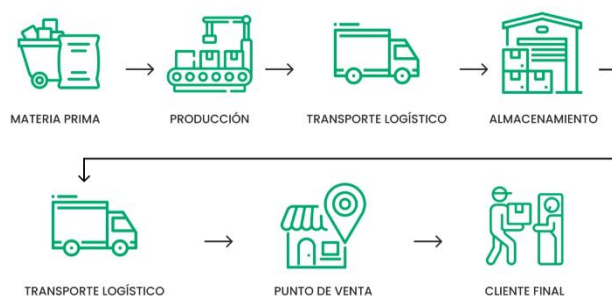 MATERIA PRIMA
PRODUCCIÓN
TRANSPORTE LOGÍSTICO
ALMACENAMIENTO
TRANSPORTE LOGÍSTICO
PUNTO DE VENTA
CLIENTE FINAL